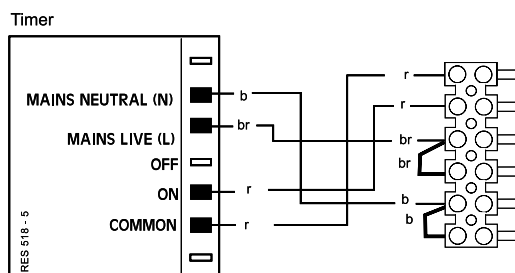 Timer
r
MAINS NEUTRAL (N)
b
r
MAINS LIVE (L)
br
br
OFF
br
ON
r
b
COMMON
r
b
RES 518 - 5